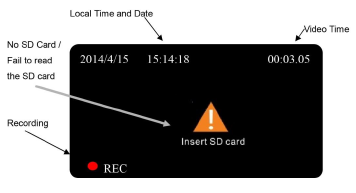 Local Time and Date
Video Time
No SD Card /
Fail to read
the SD card
2014/4/15 15:14:18 00:03.05
Insert SD card
Recording
REC